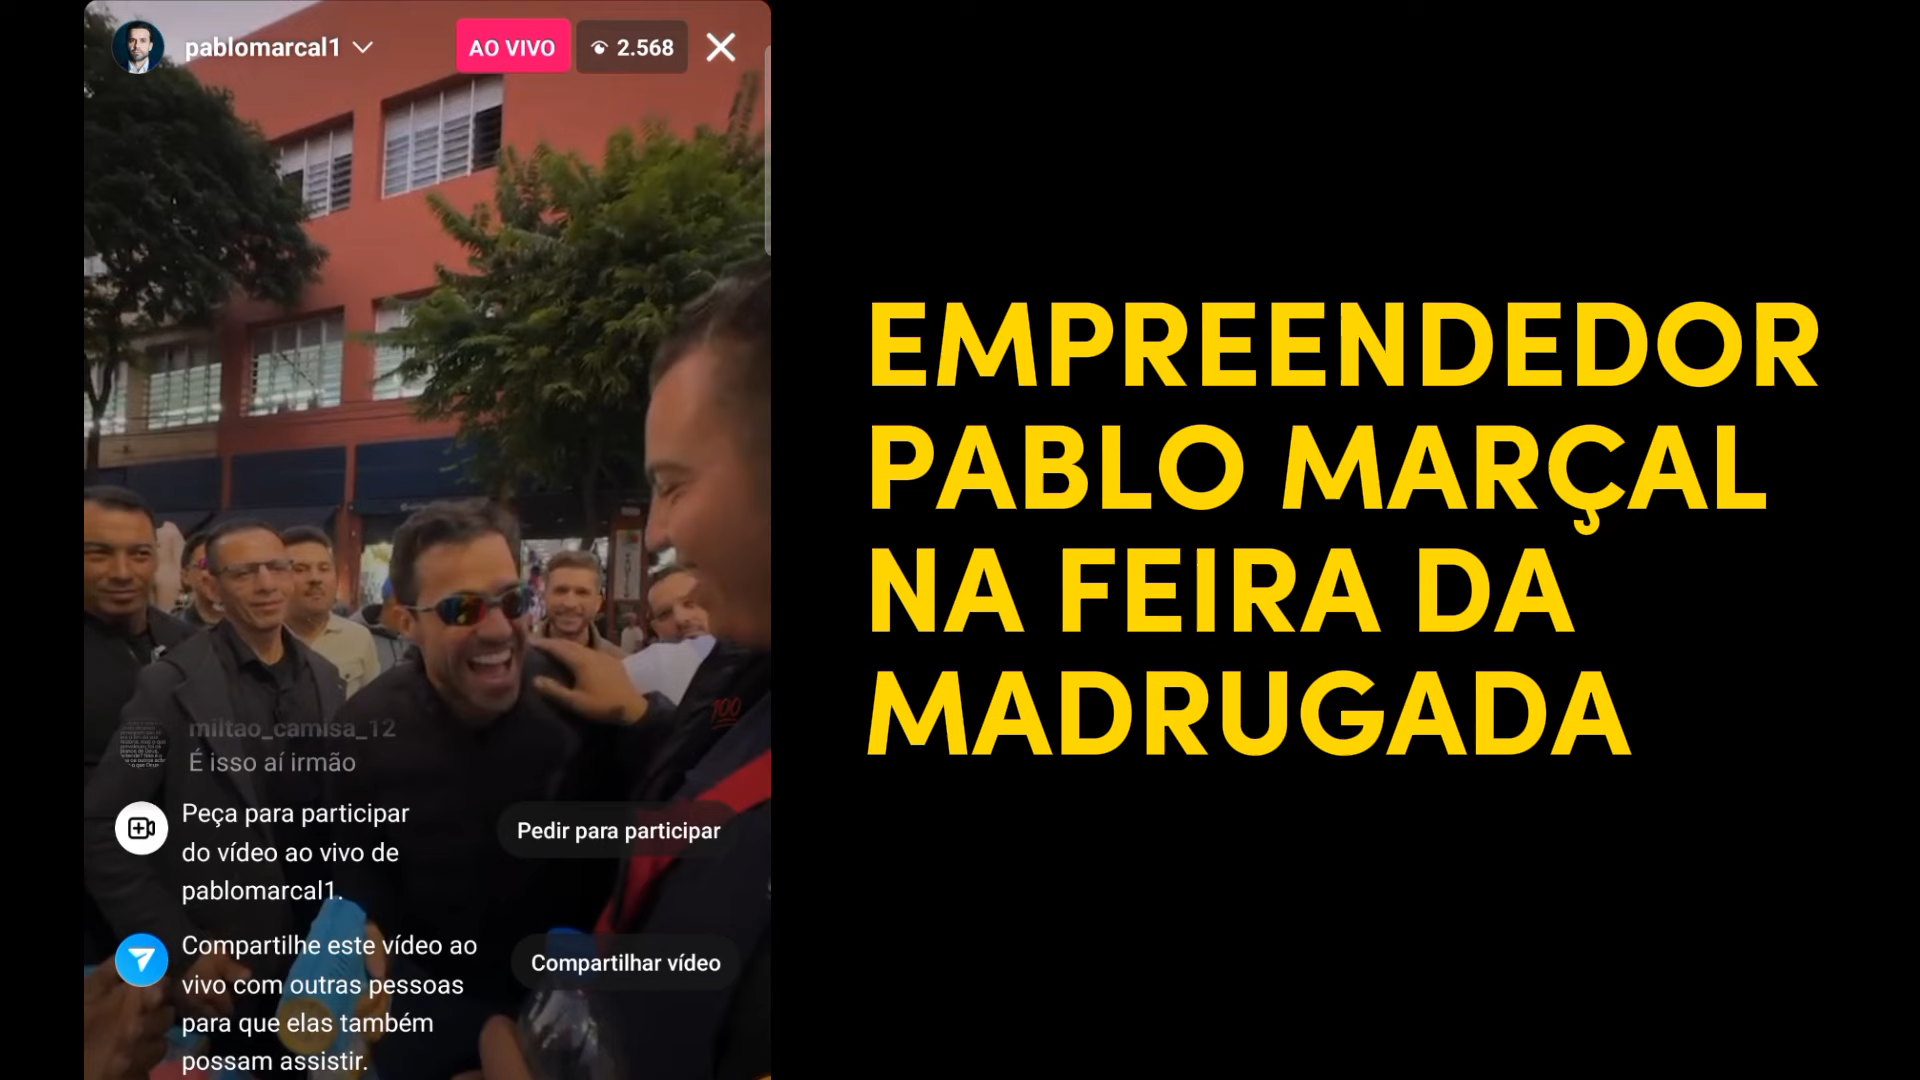 pablomarcal1
AO VIVO
2.568
miltao_camisa_12
É isso aí irmão
Peça para participar
do vídeo ao vivo de
pablomarcal1.
Pedir para participar
Compartilhe este vídeo ao
vivo com outras pessoas
para que elas também
possam assistir.
Compartilhar vídeo
100
EMPREENDEDOR
PABLO MARÇAL
NA FEIRA DA
MADRUGADA